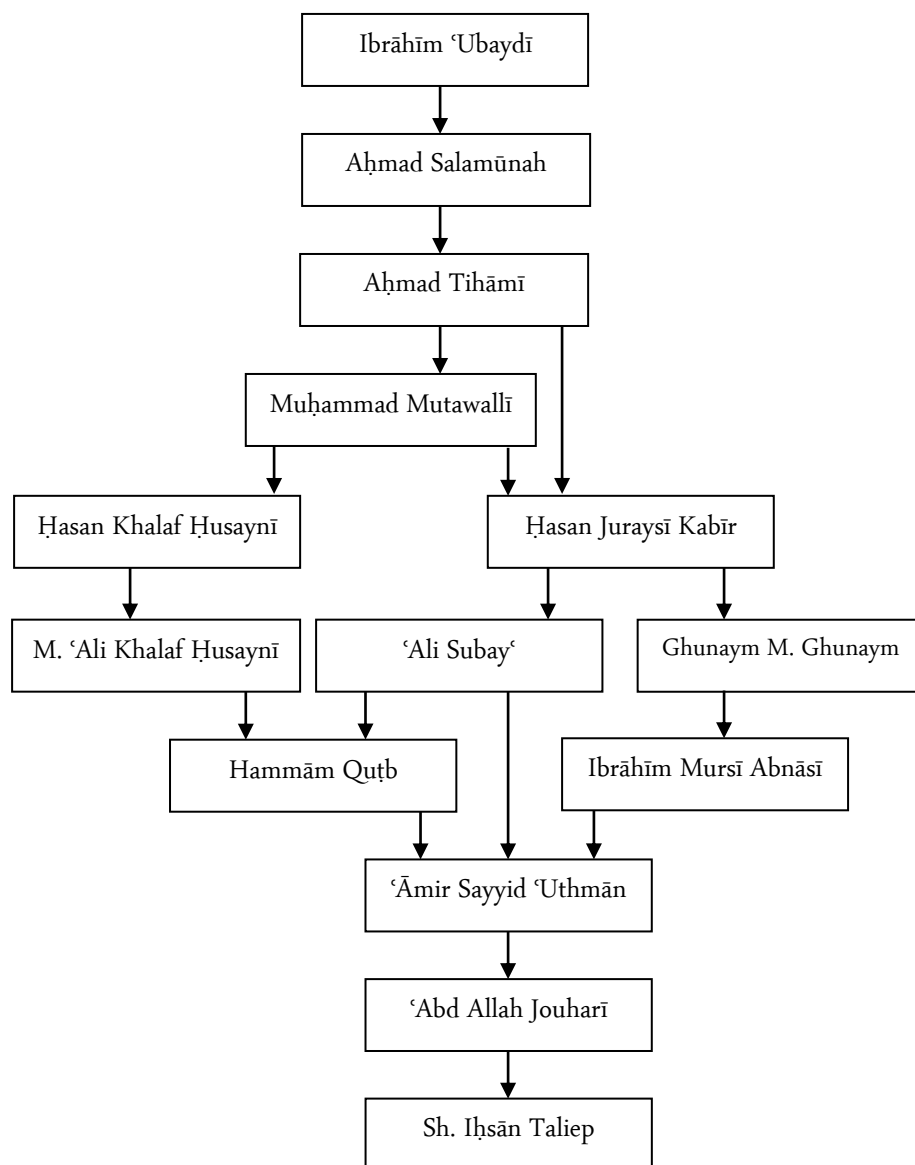 Ibrāhīm ʿUbaydī
Aḥmad Salamūnah
Aḥmad Tihāmī
Muḥammad Mutawallī
Ḥasan Khalaf Ḥusaynī
Ḥasan Juraysī Kabīr
M. ʿAli Khalaf Ḥusaynī
ʿAli Subayʿ
Ghunaym M. Ghunaym
Hammām Quṭb
Ibrāhīm Mursī Abnāsī
ʿĀmir Sayyid ʿUthmān
ʿAbd Allah Jouharī
Sh. Iḥsān Taliep